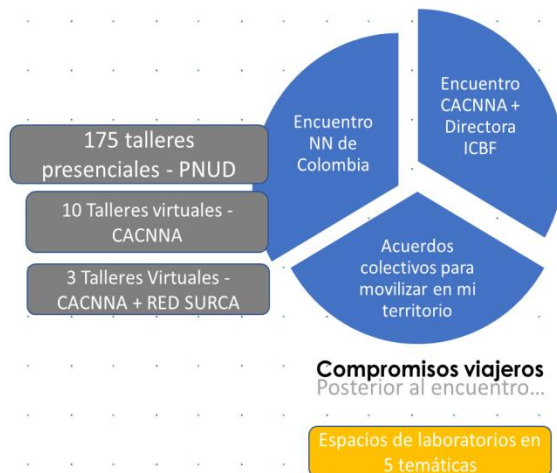 175 talleres
presenciales - PNUD
10 Talleres virtuales -
CACNNA
3 Talleres Virtuales -
CACNNA + RED SURCA
Encuentro
NN de
Colombia
Encuentro
CACNNA +
Directora
ICBF
Acuerdos
colectivos para
movilizar en mi
territorio
Compromisos viajeros
Posterior al encuentro...
Espacios de laboratorios en
5 temáticas